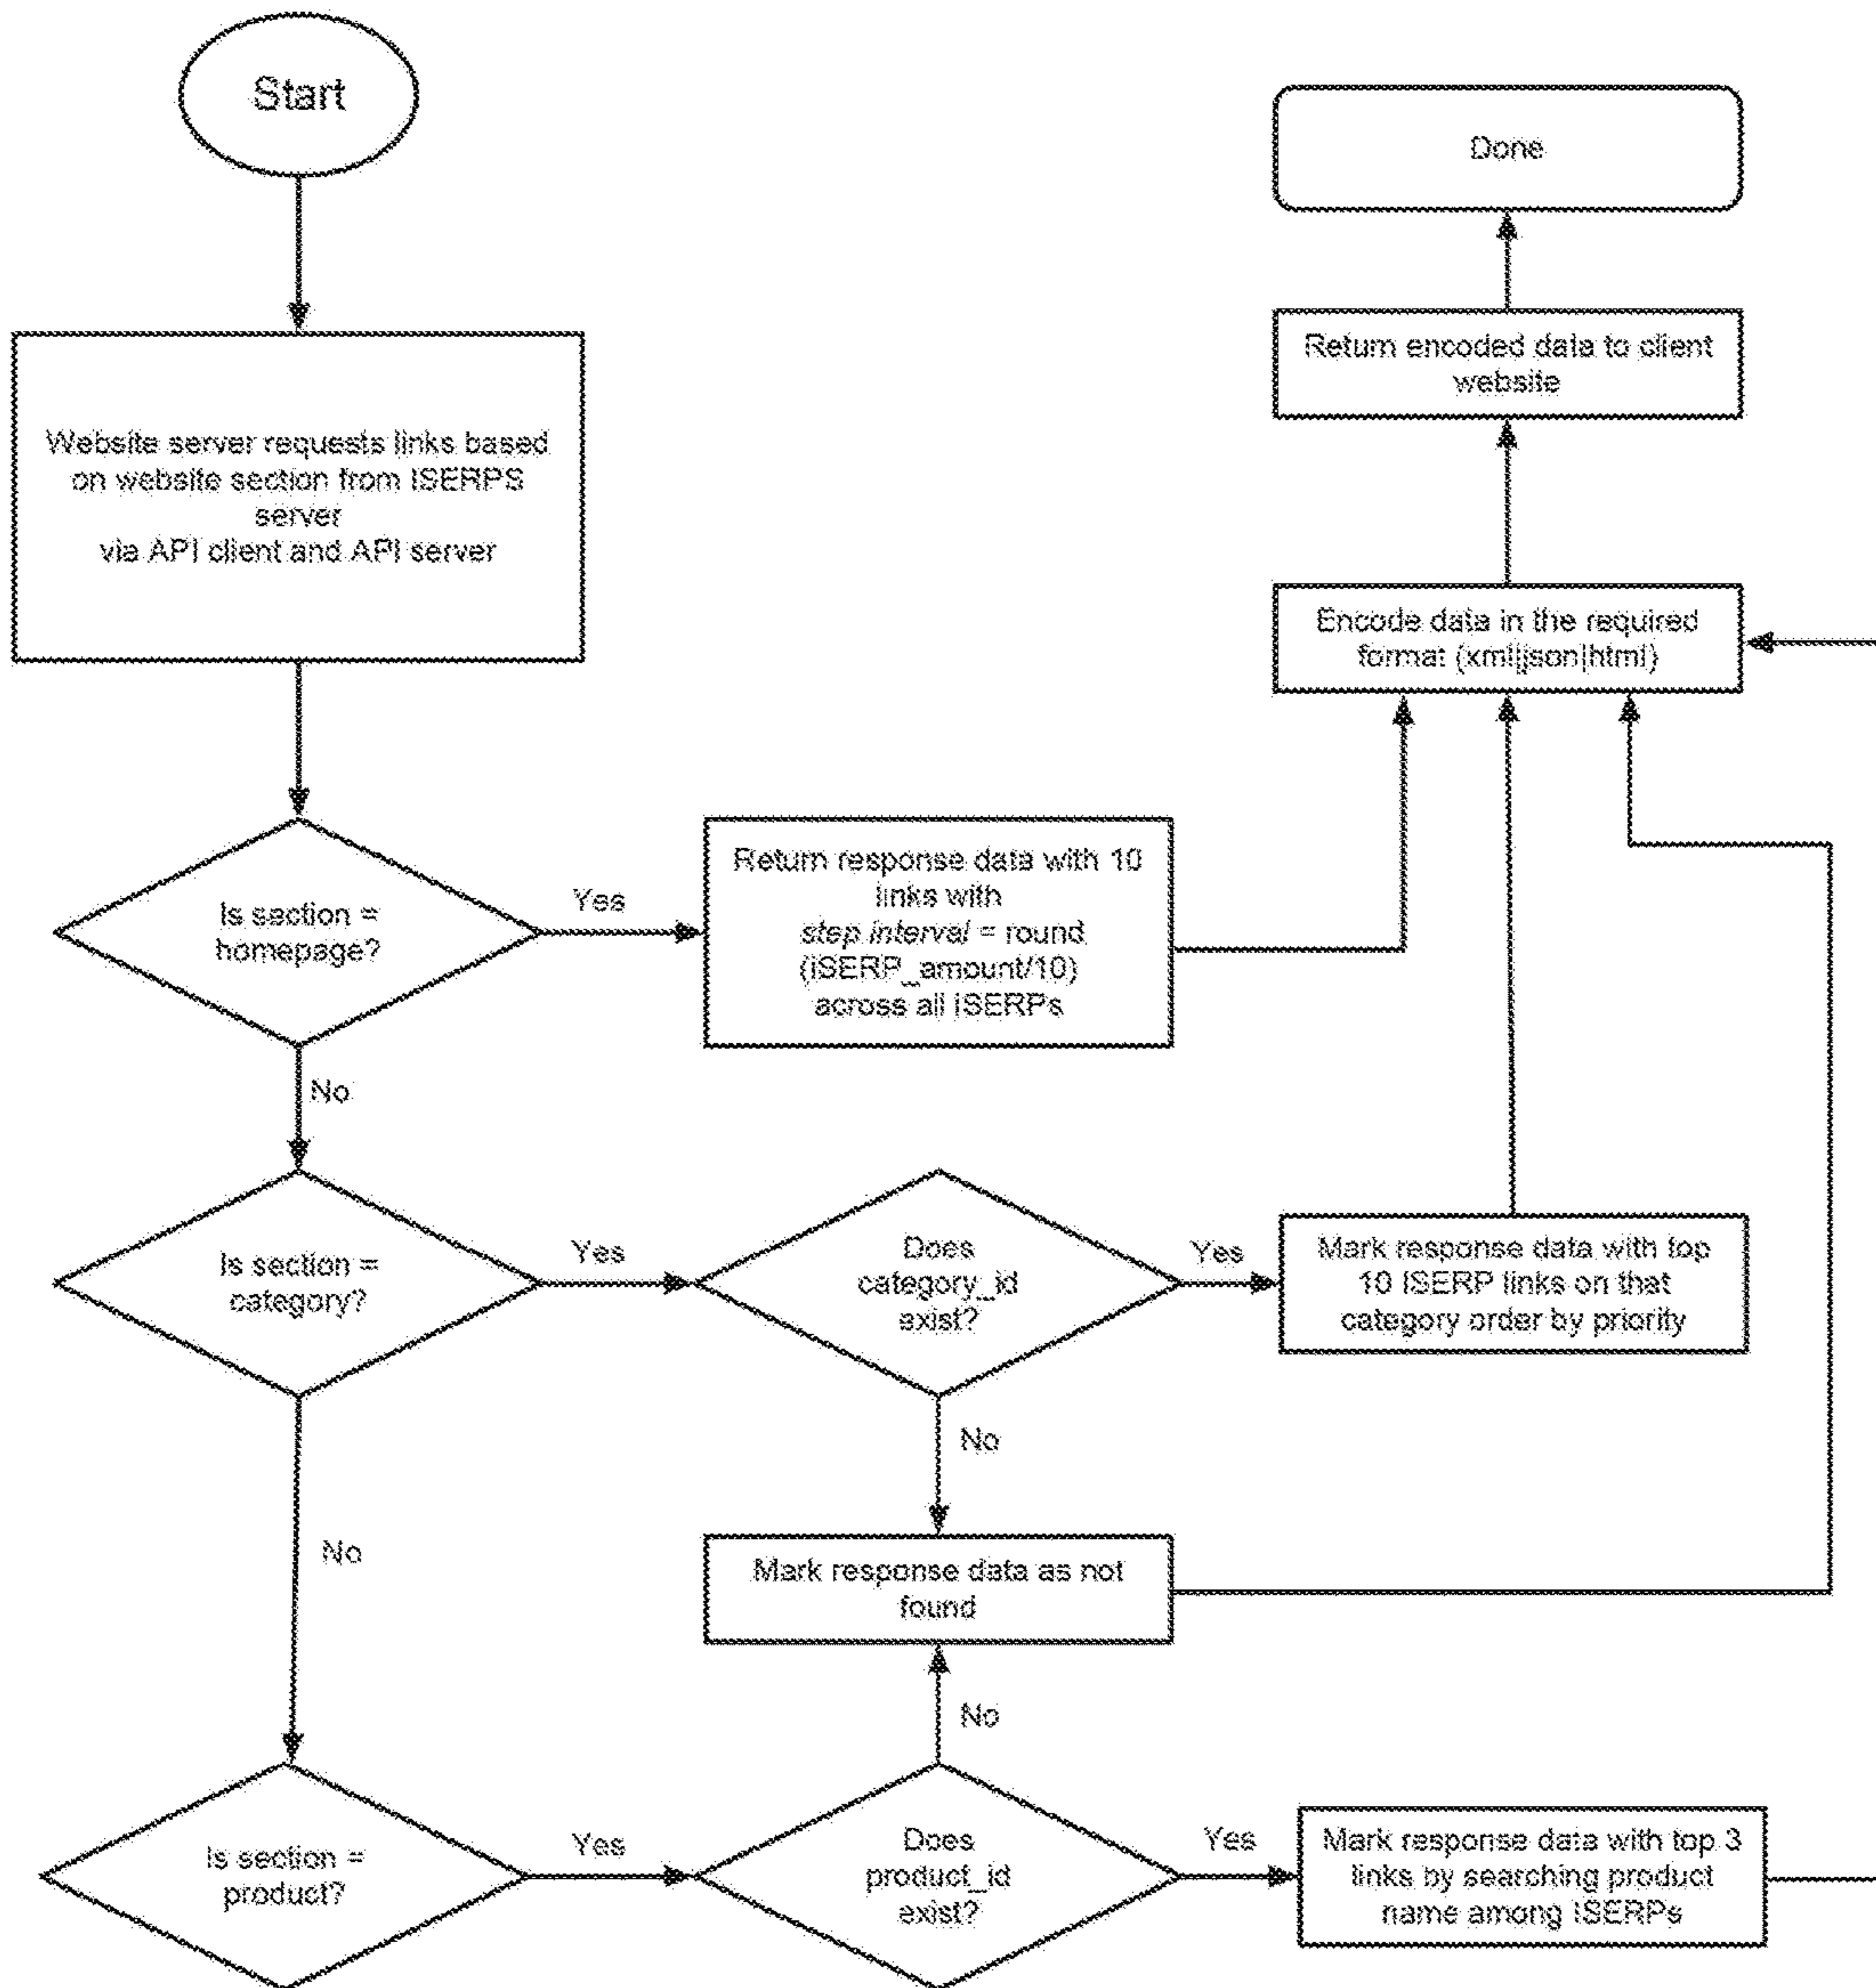 Start
Done
Return encoded data to client
website
Website server requests links based
on website section from ISERPS
server
via API client and API server
Encode data in the required
format (xml|json|html)
Is section =
homepage?
Yes
Return response data with 10
links with
step.interval = round
(iSERP_amount/10)
across all ISERPs
No
Is section =
category?
Yes
Does
category_id
exist?
Yes
Mark response data with top
10 ISERP links on that
category order by priority
No
No
Mark response data as not
found
No
Is section =
product?
Yes
Does
product_id
exist?
Yes
Mark response data with top 3
links by searching product
name among ISERPs